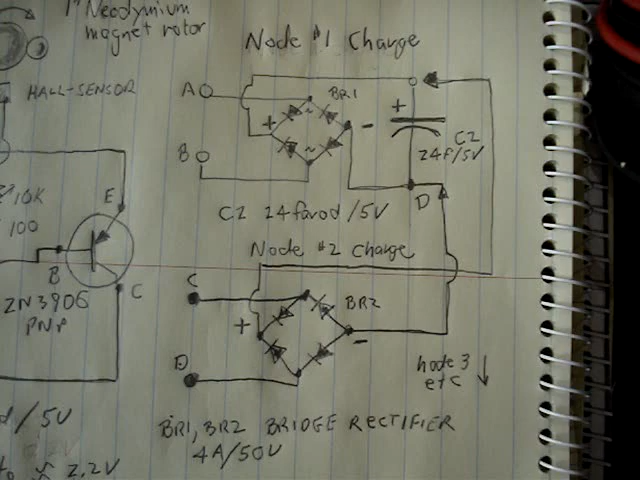 1" Neodymium
magnet rotor
HALL-SENSOR
10K
100
E
B
C
2N3906
PNP
/5V
2,2V
Node #1 Charge
A
BR1
+
~
-
+
B
~
C2
24f/5V
D
C2 24farad/5V
Node #2 Charge
C
BR2
+
-
D
node 3
etc ↓
BR1, BR2 BRIDGE RECTIFIER
4A/50V